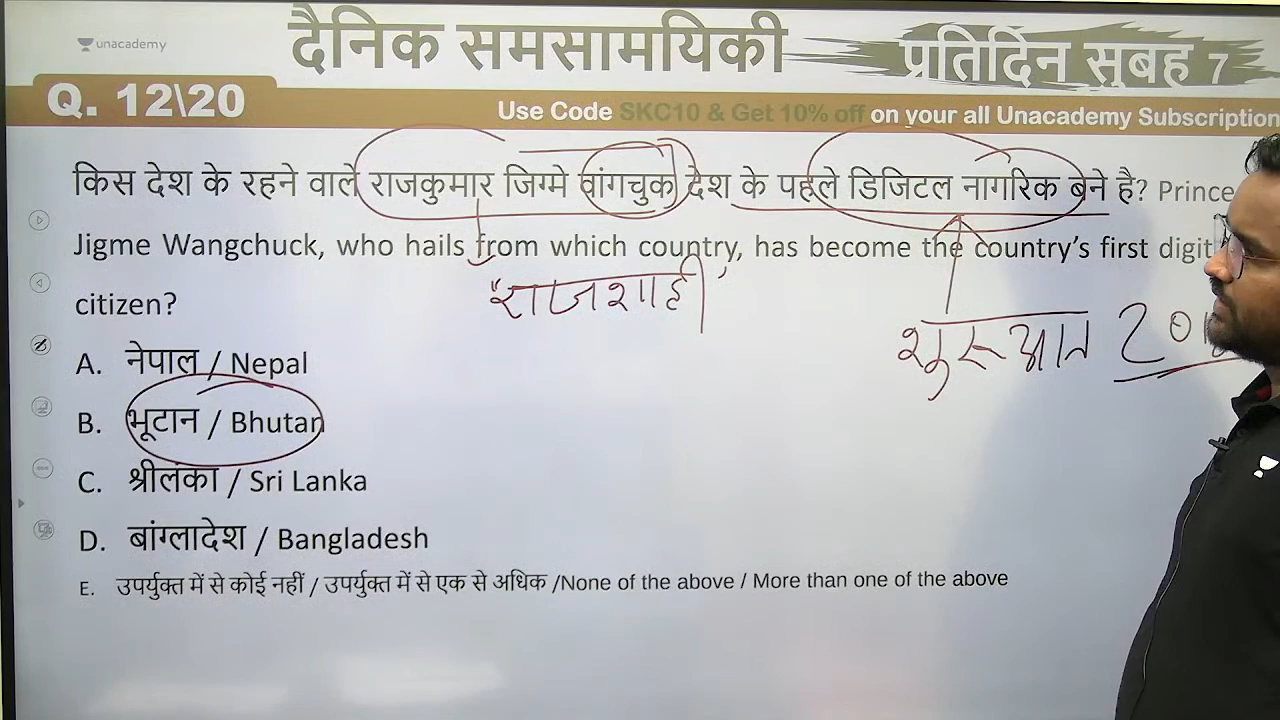 unacademy
दैनिक समसामयिकी
प्रतिदिन सुबह 7
Q. 12\20
Use Code SKC10 & Get 10% off on your all Unacademy Subscription
किस देश के रहने वाले राजकुमार जिग्मे वांगचुक देश के पहले डिजिटल नागरिक बने है? Prince
Jigme Wangchuck, who hails from which country, has become the country's first digit
citizen?
"राजशाही"
शुरूआत
A. नेपाल / Nepal
B. भूटान / Bhutan
C. श्रीलंका / Sri Lanka
D. बांग्लादेश / Bangladesh
E. उपर्युक्त में से कोई नहीं / उपर्युक्त में से एक से अधिक /None of the above / More than one of the above